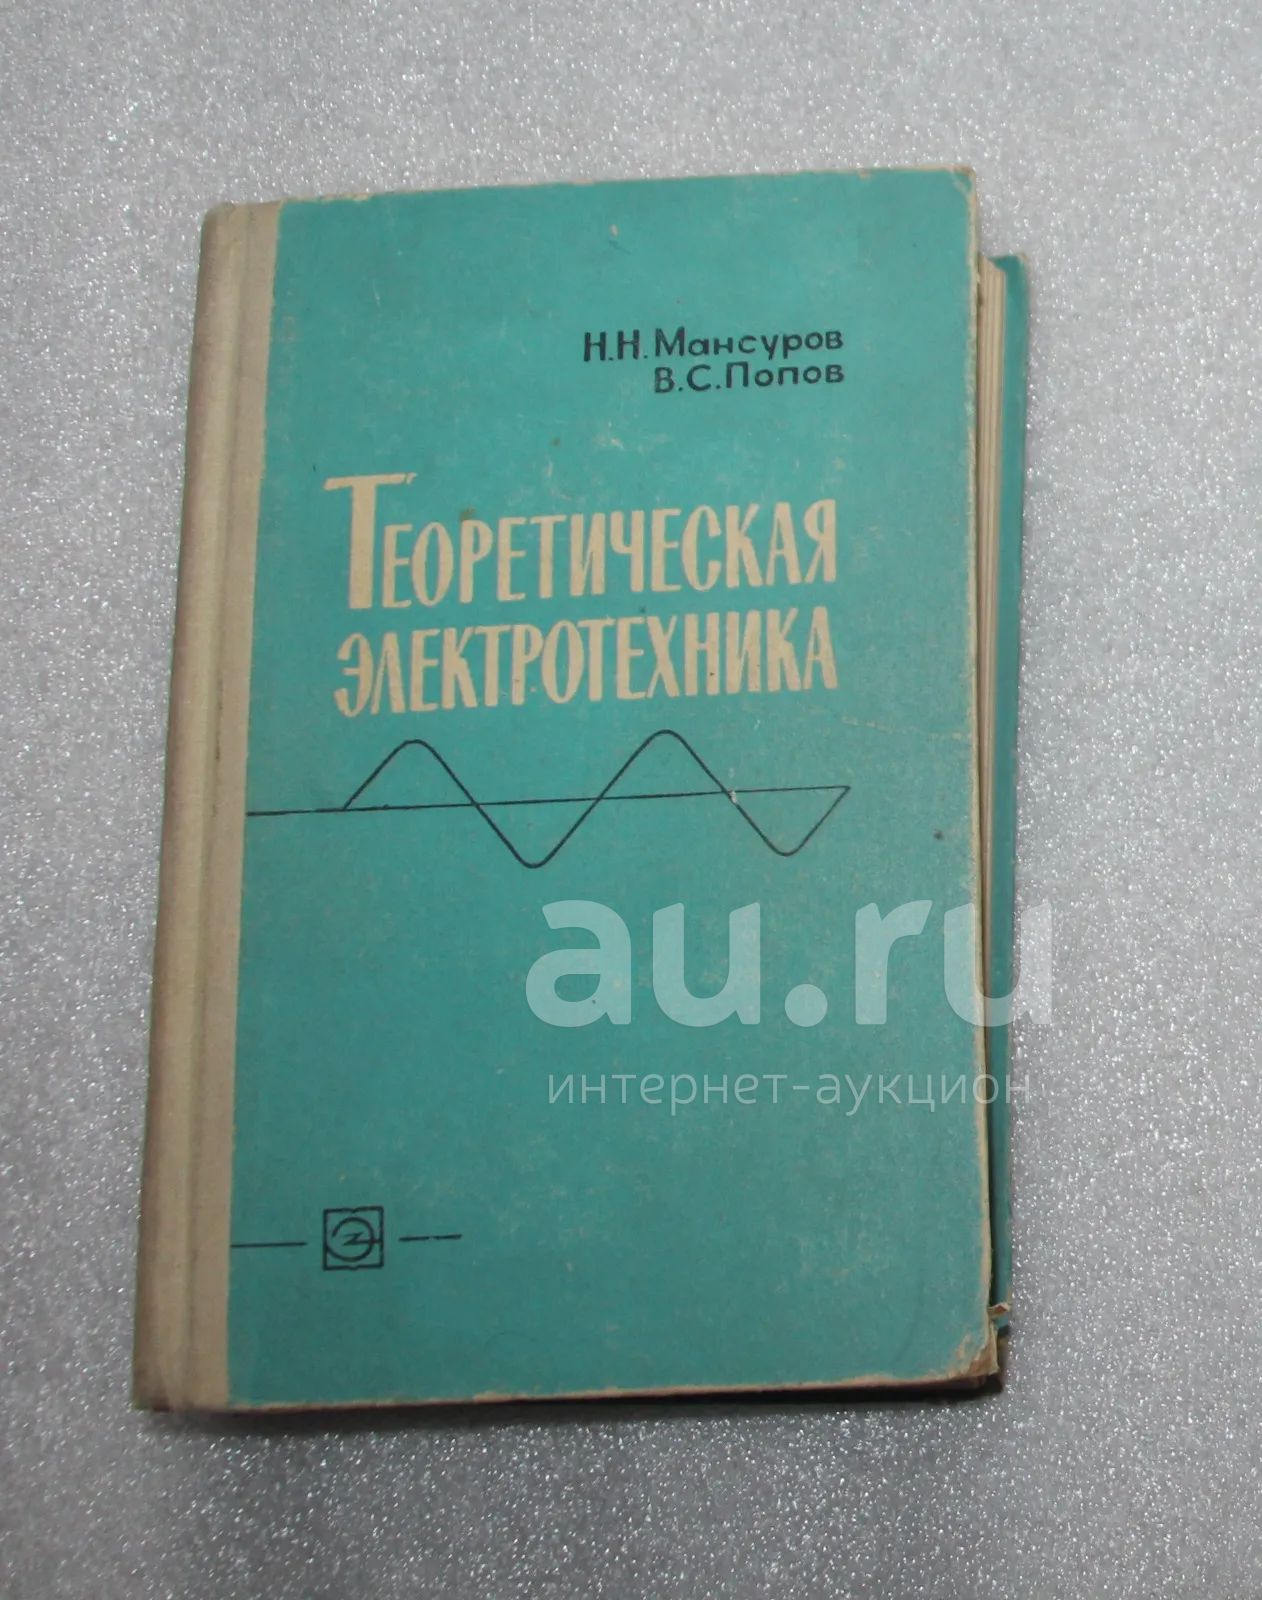 Н.Н.Мансуров
В.С.Попов
ТЕОРЕТИЧЕСКАЯ
ЭЛЕКТРОТЕХНИКА
au.ru
интернет-аукцион